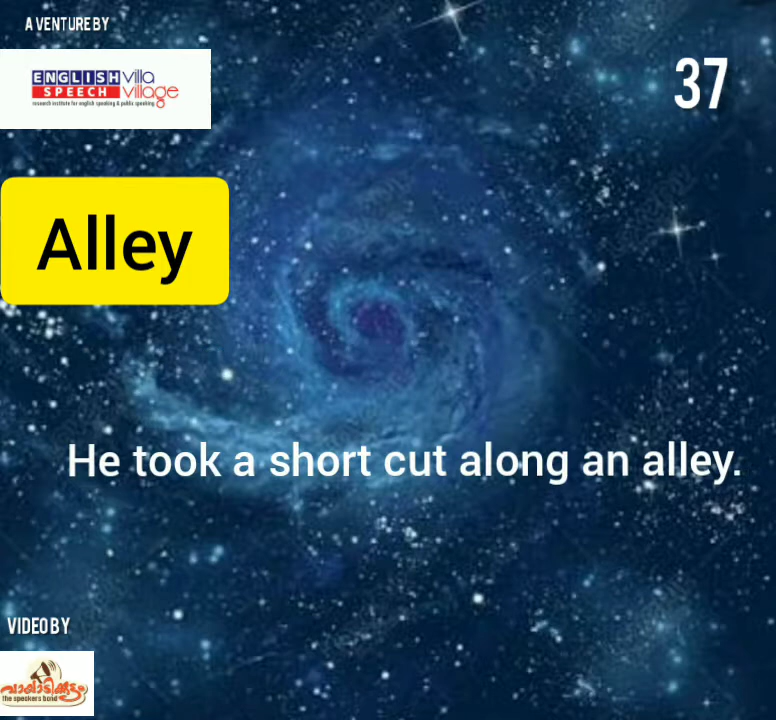 A VENTURE BY
ENGLISH villa
SPEECH village
research institute for english speaking & public speaking
37
Alley
He took a short cut along an alley.
VIDEO BY
വായാടിക്കൂട്ടം
the speakers band